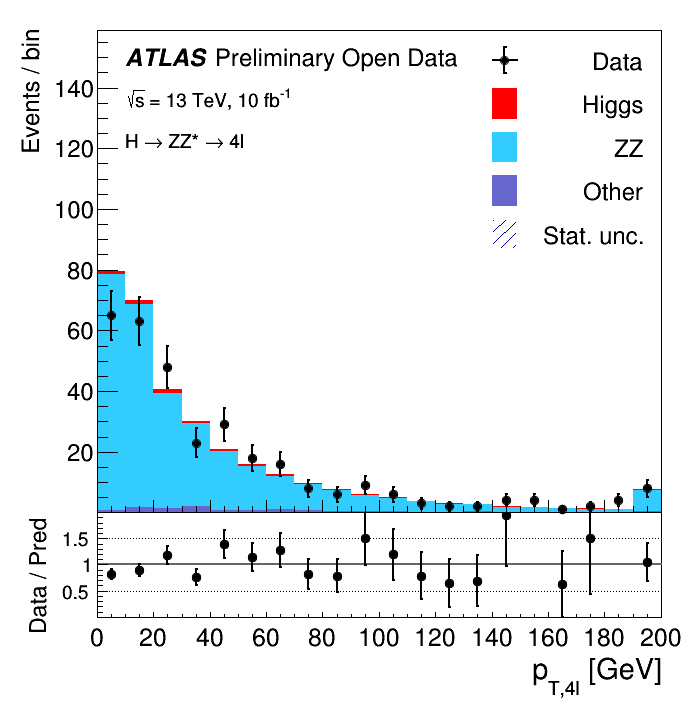 ATLAS Preliminary Open Data
√s = 13 TeV, 10 fb⁻¹
H → ZZ* → 4l
Data
Higgs
ZZ
Other
Stat. unc.
Events / bin
140
120
100
80
60
40
20
Data / Pred
1.5
1
0.5
0 20 40 60 80 100 120 140 160 180 200
p_T,4l [GeV]